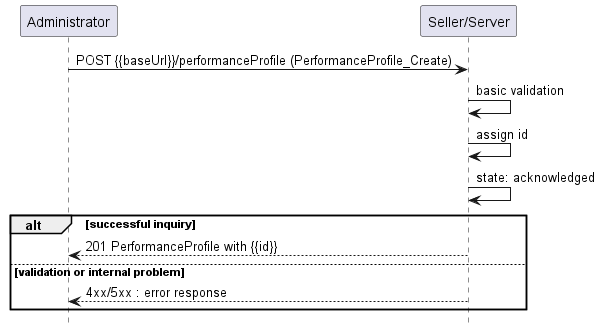 Administrator
Seller/Server
POST {{baseUrl}}/performanceProfile (PerformanceProfile_Create)
basic validation
assign id
state: acknowledged
alt [successful inquiry]
201 PerformanceProfile with {{id}}
[validation or internal problem]
4xx/5xx : error response